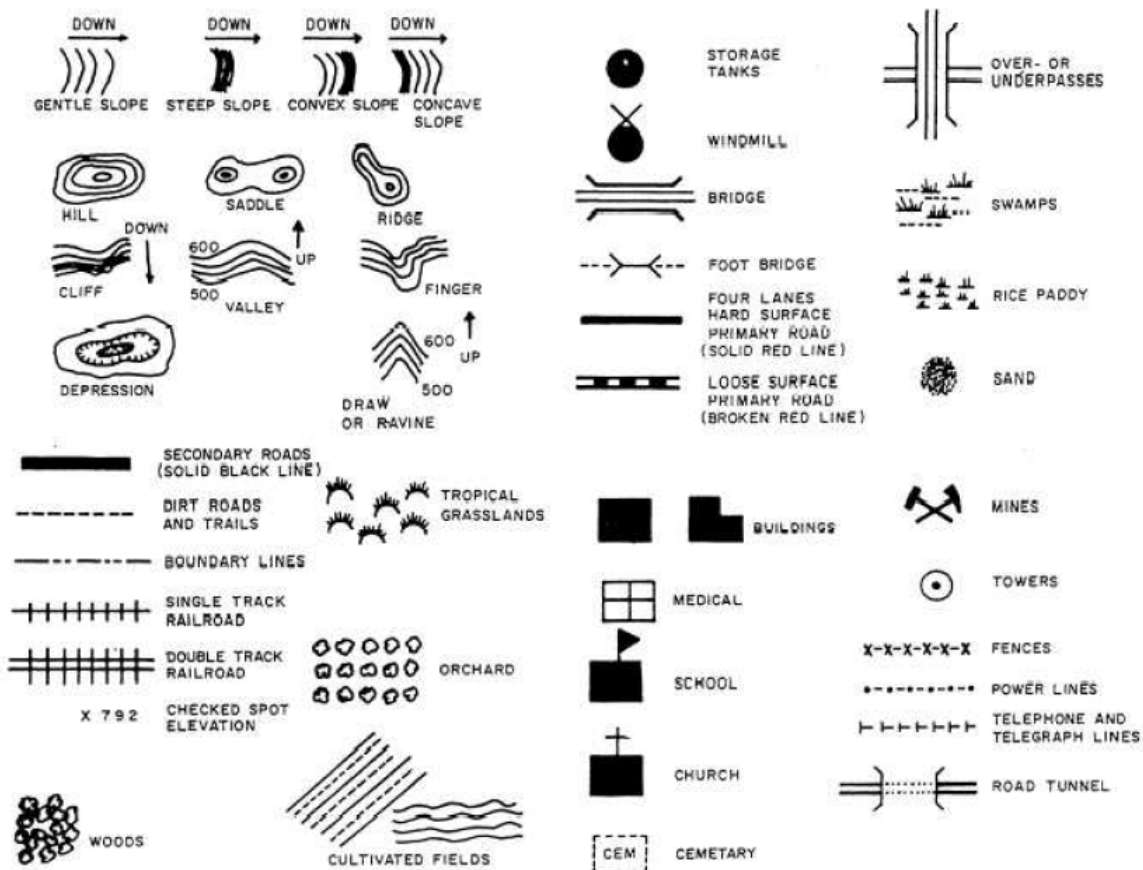 DOWN
DOWN
DOWN
DOWN
GENTLE SLOPE
STEEP SLOPE
CONVEX SLOPE
CONCAVE
SLOPE
HILL
SADDLE
RIDGE
DOWN
CLIFF
600
500
VALLEY
UP
FINGER
DEPRESSION
600
500
UP
DRAW
OR RAVINE
SECONDARY ROADS
(SOLID BLACK LINE)
DIRT ROADS
AND TRAILS
BOUNDARY LINES
SINGLE TRACK
RAILROAD
DOUBLE TRACK
RAILROAD
X 792
CHECKED SPOT
ELEVATION
WOODS
TROPICAL
GRASSLANDS
ORCHARD
CULTIVATED FIELDS
STORAGE
TANKS
WINDMILL
BRIDGE
FOOT BRIDGE
FOUR LANES
HARD SURFACE
PRIMARY ROAD
(SOLID RED LINE)
LOOSE SURFACE
PRIMARY ROAD
(BROKEN RED LINE)
BUILDINGS
MEDICAL
SCHOOL
CHURCH
CEM
CEMETARY
OVER- OR
UNDERPASSES
SWAMPS
RICE PADDY
SAND
MINES
TOWERS
X-X-X-X-X-X
FENCES
POWER LINES
TELEPHONE AND
TELEGRAPH LINES
ROAD TUNNEL